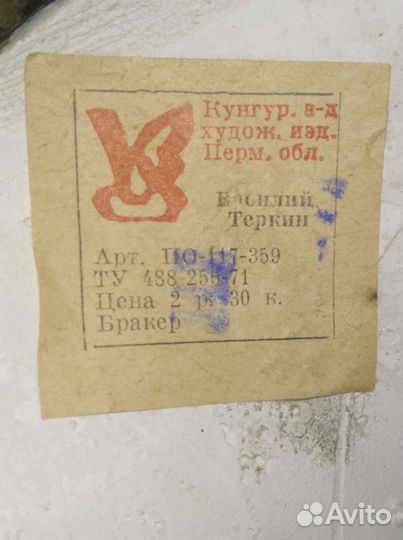 Кунгур. з-д
худож. изд.
Перм. обл.
Василий
Теркин
Арт. ПО-117-359
ТУ 488-255-71
Цена 2 р. 30 к.
Бракер
Avito